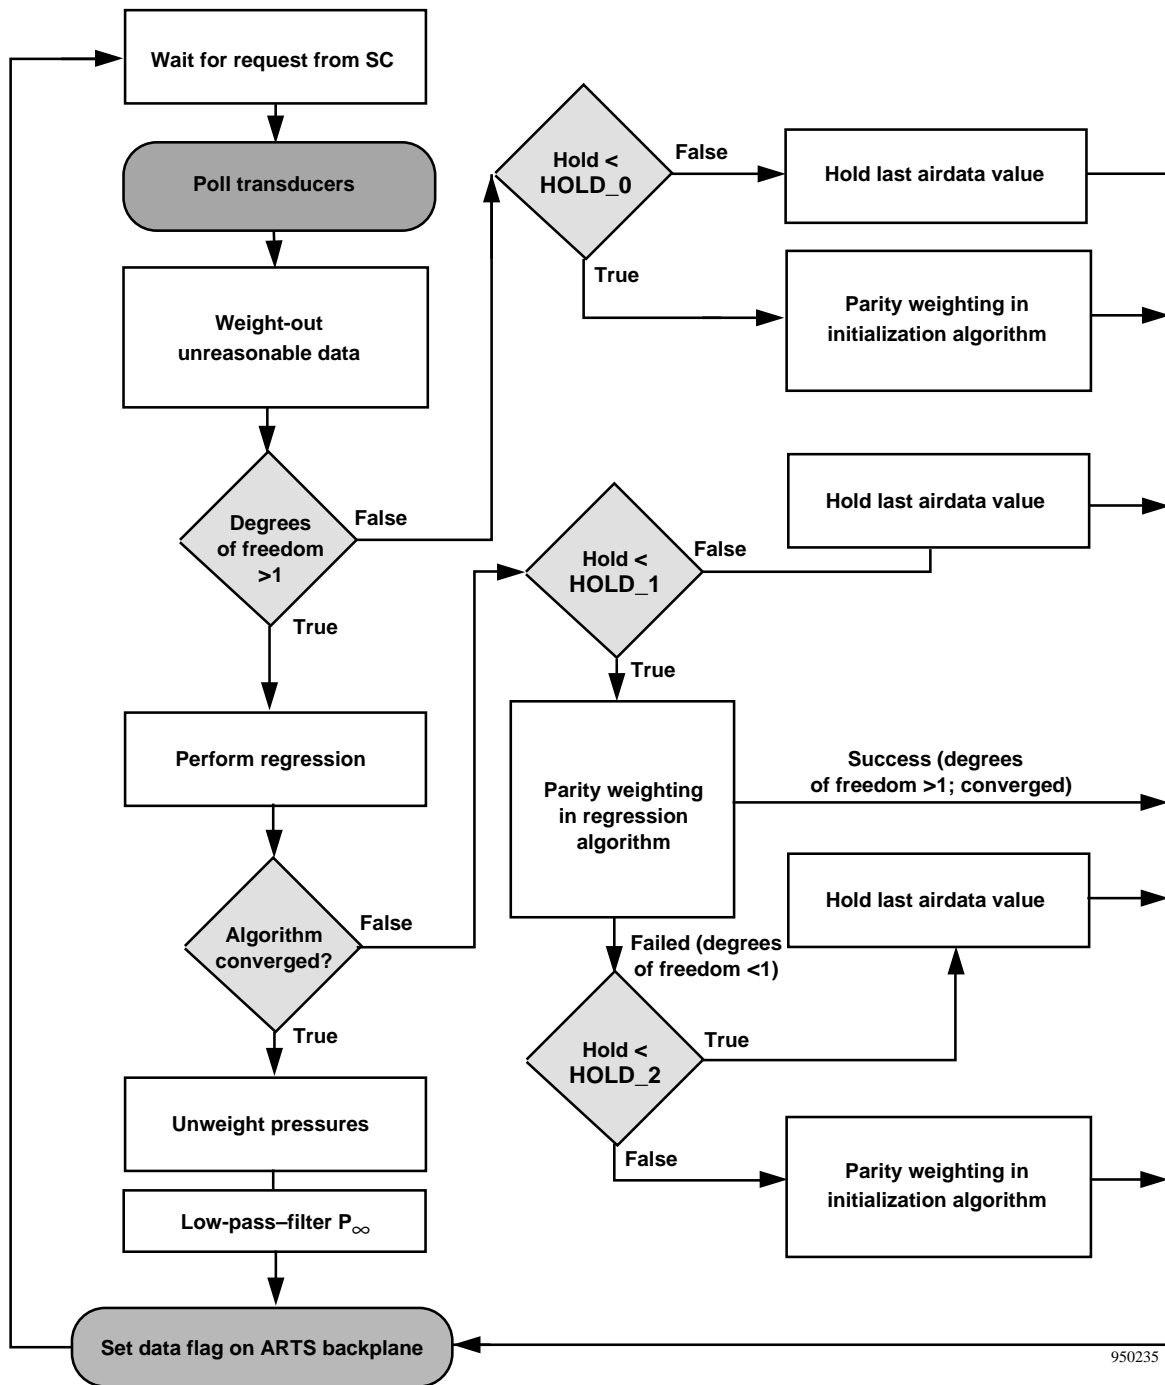 Wait for request from SC
Poll transducers
Weight-out
unreasonable data
Degrees
of freedom
>1
False
True
Perform regression
Algorithm
converged?
False
True
Unweight pressures
Low-pass–filter P∞
Set data flag on ARTS backplane
Hold <
HOLD_0
False
True
Hold last airdata value
Parity weighting in
initialization algorithm
Hold <
HOLD_1
False
True
Hold last airdata value
Parity weighting
in regression
algorithm
Success (degrees
of freedom >1; converged)
Failed (degrees
of freedom <1)
Hold last airdata value
Hold <
HOLD_2
True
False
Parity weighting in
initialization algorithm
950235